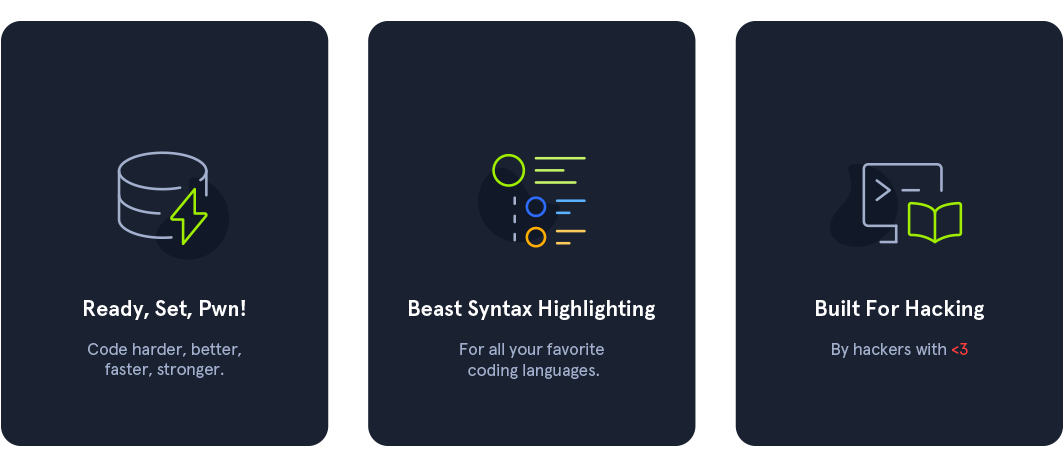 Ready, Set, Pwn!
Code harder, better,
faster, stronger.
Beast Syntax Highlighting
For all your favorite
coding languages.
Built For Hacking
By hackers with <3